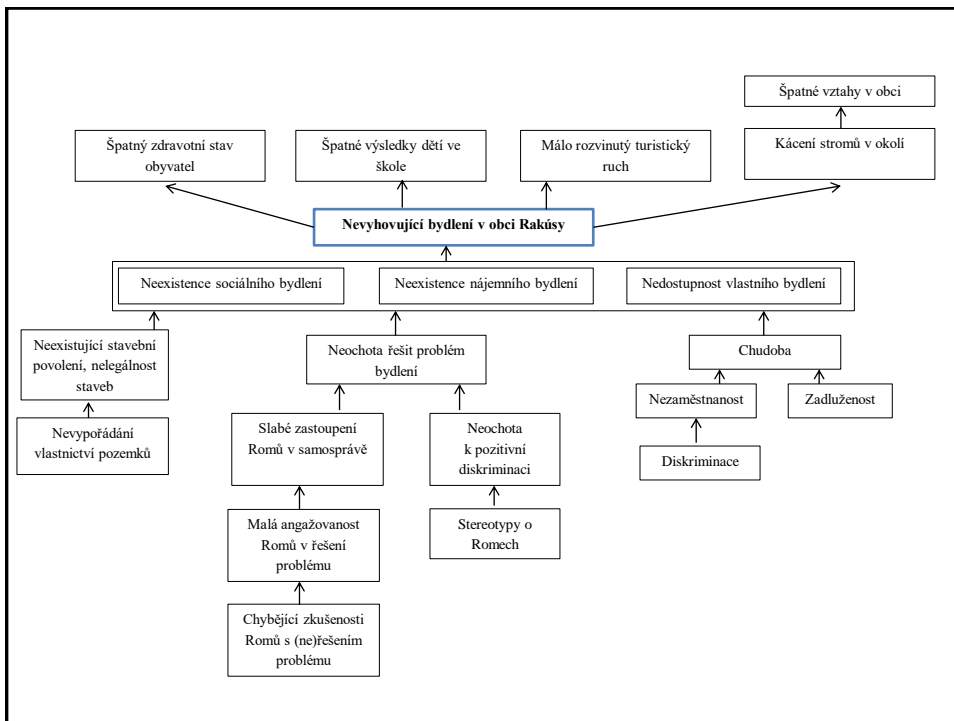 Špatné vztahy v obci
Špatný zdravotní stav
obyvatel
Špatné výsledky dětí ve
škole
Málo rozvinutý turistický
ruch
Kácení stromů v okolí
Nevyhovující bydlení v obci Rakúsy
Neexistence sociálního bydlení
Neexistence nájemního bydlení
Nedostupnost vlastního bydlení
Neexistující stavební
povolení, nelegálnost
staveb
Neochota řešit problém
bydlení
Chudoba
Nezaměstnanost
Zadluženost
Nevypořádání
vlastnictví pozemků
Slabé zastoupení
Romů v samosprávě
Neochota
k pozitivní
diskriminaci
Diskriminace
Malá angažovanost
Romů v řešení
problému
Stereotypy o
Romech
Chybějící zkušenosti
Romů s (ne)řešením
problému